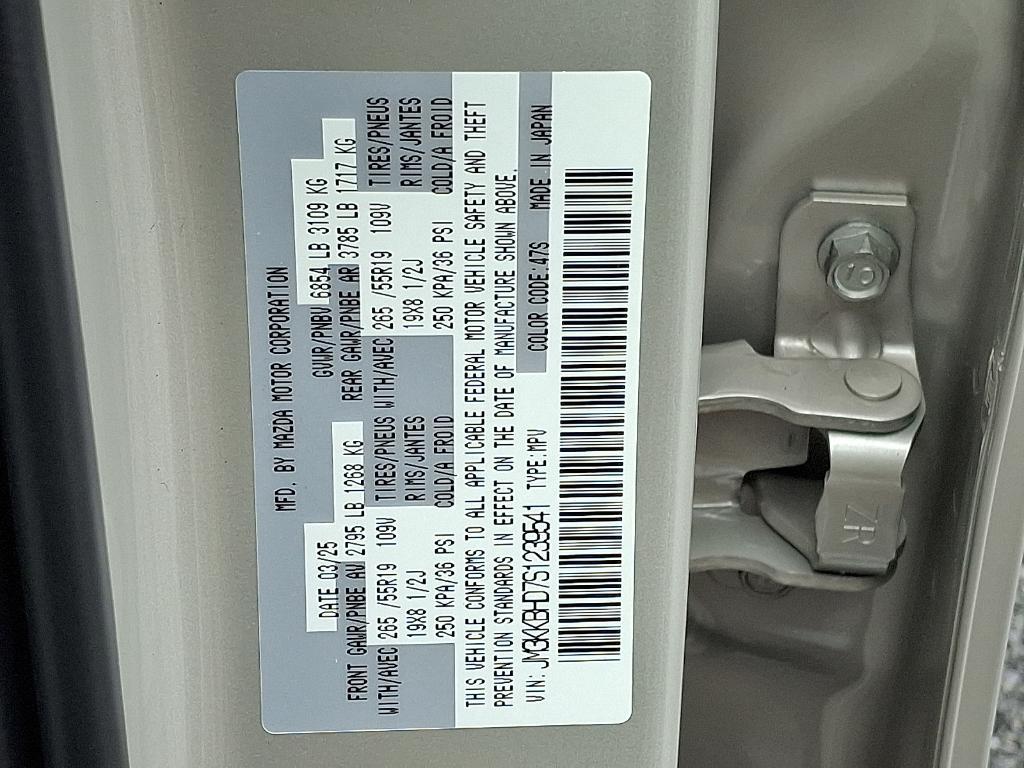 MFD. BY MAZDA MOTOR CORPORATION
DATE 03/25 GVWR/PNBV 6854 LB 3109 KG
FRONT GAWR/PNBE AV 2795 LB 1268 KG REAR GAWR/PNBE AR 3785 LB 1717 KG
WITH/AVEC 265 /55R19 109V TIRES/PNEUS WITH/AVEC 265 /55R19 109V TIRES/PNEUS
19X8 1/2J RIMS/JANTES 19X8 1/2J RIMS/JANTES
250 KPA/36 PSI COLD/A FROID 250 KPA/36 PSI COLD/A FROID
THIS VEHICLE CONFORMS TO ALL APPLICABLE FEDERAL MOTOR VEHICLE SAFETY AND THEFT
PREVENTION STANDARDS IN EFFECT ON THE DATE OF MANUFACTURE SHOWN ABOVE.
VIN: JM3KKBHD7S1239541 TYPE:MPV COLOR CODE:47S MADE IN JAPAN
10
ZR